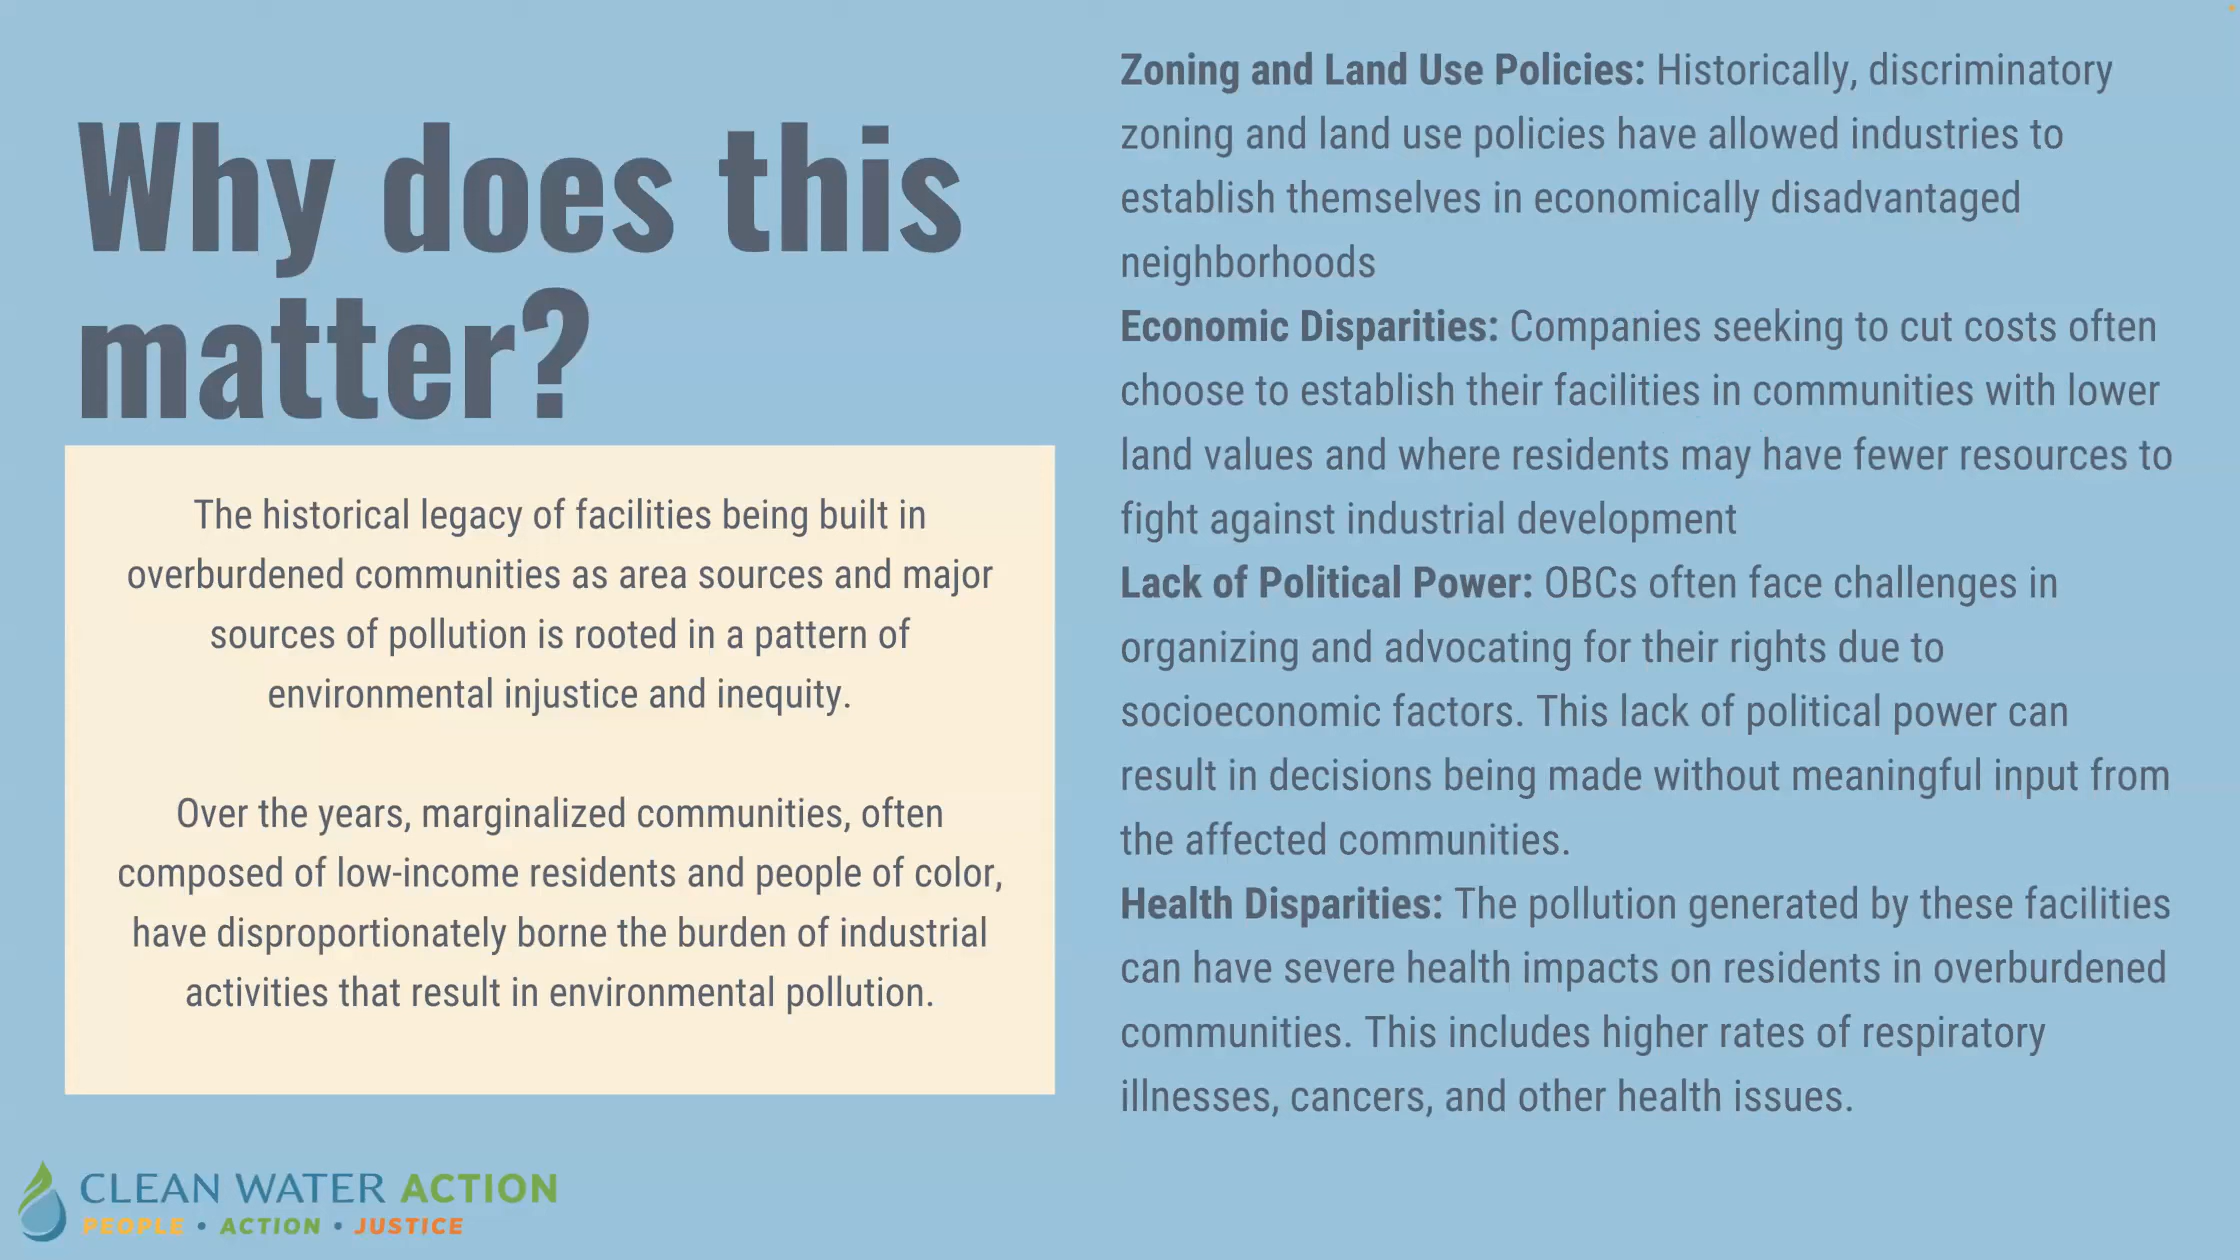 Why does this
matter?
The historical legacy of facilities being built in
overburdened communities as area sources and major
sources of pollution is rooted in a pattern of
environmental injustice and inequity.
Over the years, marginalized communities, often
composed of low-income residents and people of color,
have disproportionately borne the burden of industrial
activities that result in environmental pollution.
Zoning and Land Use Policies: Historically, discriminatory
zoning and land use policies have allowed industries to
establish themselves in economically disadvantaged
neighborhoods
Economic Disparities: Companies seeking to cut costs often
choose to establish their facilities in communities with lower
land values and where residents may have fewer resources to
fight against industrial development
Lack of Political Power: OBCs often face challenges in
organizing and advocating for their rights due to
socioeconomic factors. This lack of political power can
result in decisions being made without meaningful input from
the affected communities.
Health Disparities: The pollution generated by these facilities
can have severe health impacts on residents in overburdened
communities. This includes higher rates of respiratory
illnesses, cancers, and other health issues.
CLEAN WATER ACTION
PEOPLE • ACTION • JUSTICE